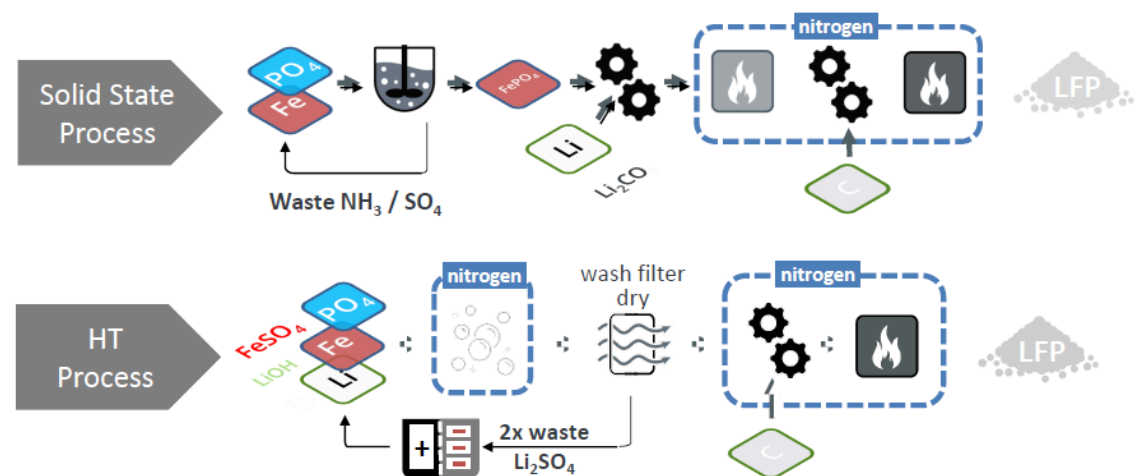 nitrogen
Solid State
Process
PO₄
Fe
FePO₄
Li
Li₂CO
C
LFP
Waste NH₃ / SO₄
HT
Process
FeSO₄
LiOH
PO₄
Fe
Li
nitrogen
wash filter
dry
nitrogen
C
LFP
+
2x waste
Li₂SO₄